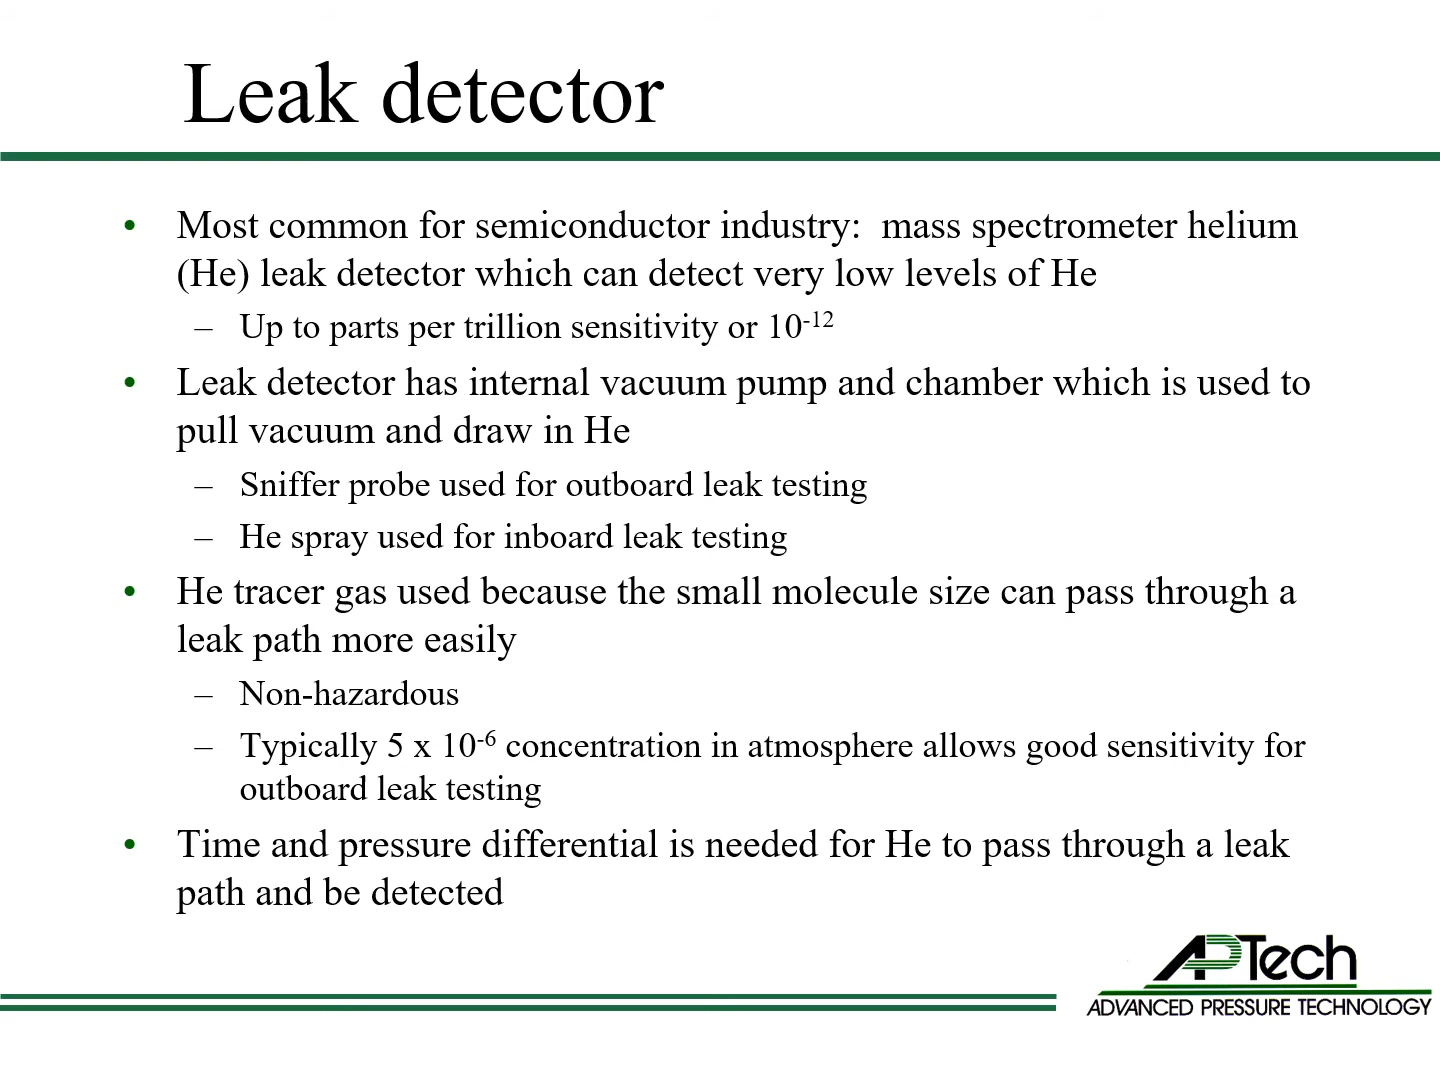 Leak detector
• Most common for semiconductor industry:  mass spectrometer helium
(He) leak detector which can detect very low levels of He
– Up to parts per trillion sensitivity or 10⁻¹²
• Leak detector has internal vacuum pump and chamber which is used to
pull vacuum and draw in He
– Sniffer probe used for outboard leak testing
– He spray used for inboard leak testing
• He tracer gas used because the small molecule size can pass through a
leak path more easily
– Non-hazardous
– Typically 5 x 10⁻⁶ concentration in atmosphere allows good sensitivity for
outboard leak testing
• Time and pressure differential is needed for He to pass through a leak
path and be detected
APTech
ADVANCED PRESSURE TECHNOLOGY